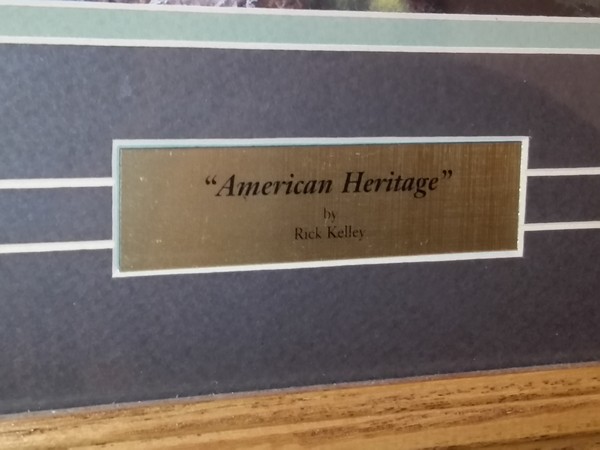 “American Heritage”
by
Rick Kelley